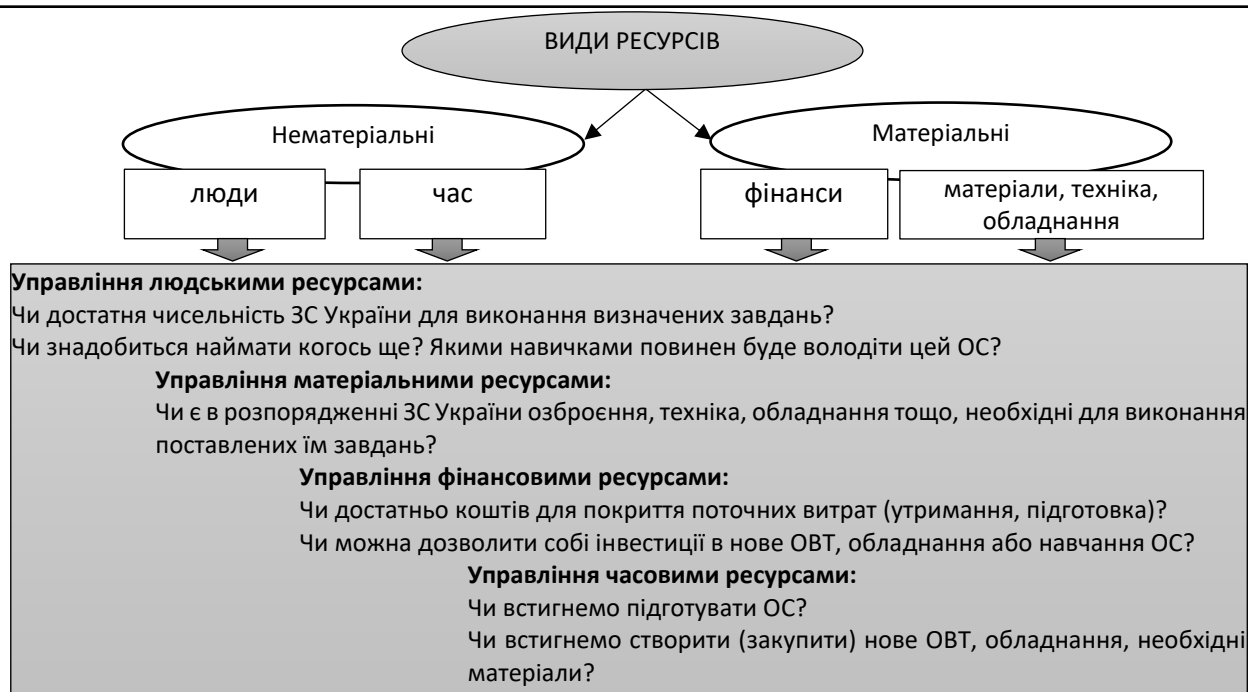 ВИДИ РЕСУРСІВ
Нематеріальні
Матеріальні
люди
час
фінанси
матеріали, техніка,
обладнання
Управління людськими ресурсами:
Чи достатня чисельність ЗС України для виконання визначених завдань?
Чи знадобиться наймати когось ще? Якими навичками повинен буде володіти цей ОС?
Управління матеріальними ресурсами:
Чи є в розпорядженні ЗС України озброєння, техніка, обладнання тощо, необхідні для виконання
поставлених їм завдань?
Управління фінансовими ресурсами:
Чи достатньо коштів для покриття поточних витрат (утримання, підготовка)?
Чи можна дозволити собі інвестиції в нове ОВТ, обладнання або навчання ОС?
Управління часовими ресурсами:
Чи встигнемо підготувати ОС?
Чи встигнемо створити (закупити) нове ОВТ, обладнання, необхідні
матеріали?